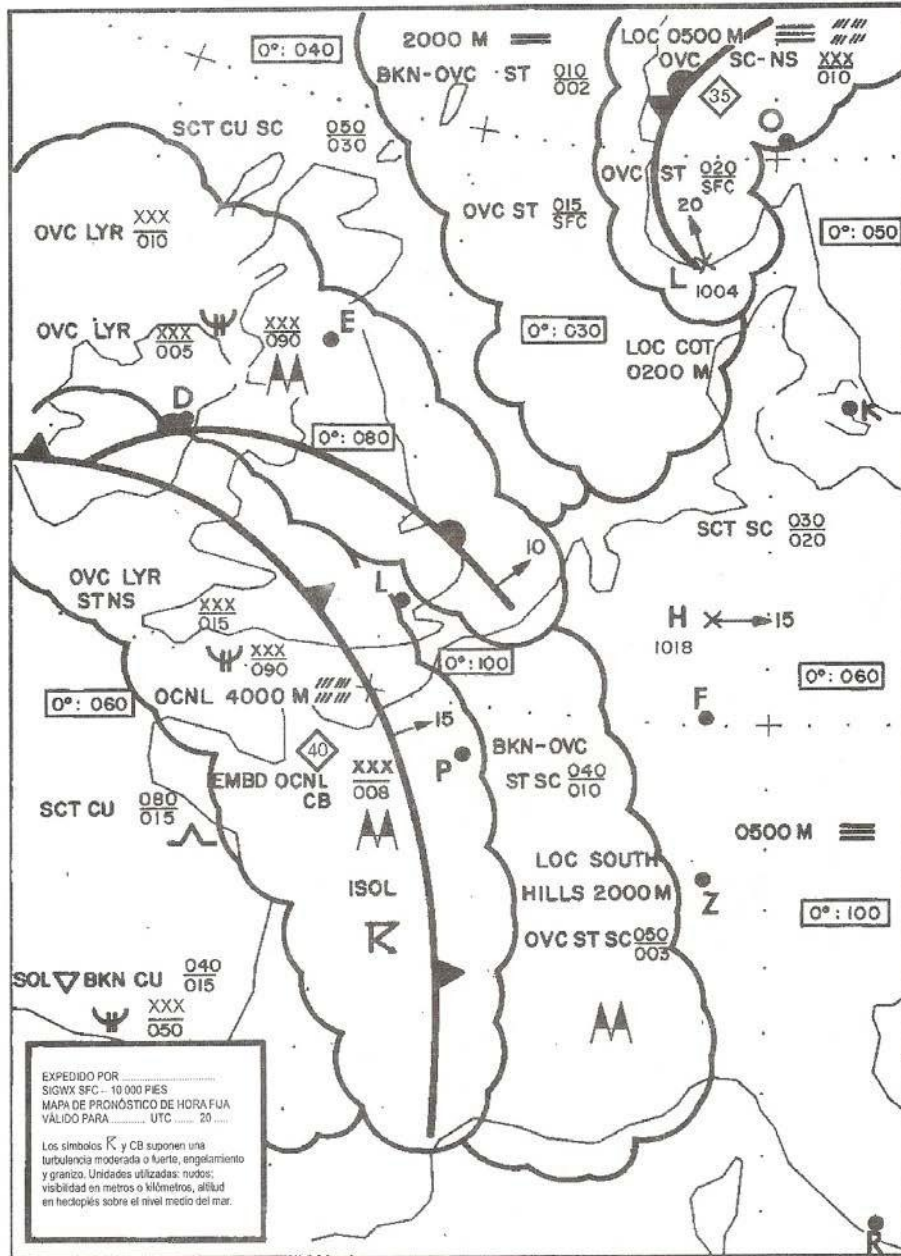 0°: 040
2000 M
BKN-OVC ST 010
002
LOC 0500 M
OVC SC-NS XXX
010
35
O
SCT CU SC 050
030
OVC ST 020
SFC
OVC ST 015
SFC
20
0°: 050
OVC LYR XXX
010
L
1004
OVC LYR XXX
005
XXX
090
E
0°: 030
LOC COT
0200 M
D
K
0°: 080
SCT SC 030
020
10
OVC LYR
ST NS
XXX
015
L
H
15
1018
XXX
090
0°: 100
0°: 060
OCNL 4000 M
0°: 060
F
15
40
EMBD OCNL
CB
XXX
008
P
BKN-OVC
ST SC 040
010
SCT CU 080
015
0500 M
LOC SOUTH
HILLS 2000 M
ISOL
Z
0°: 100
OVC ST SC 050
003
SOL BKN CU 040
015
XXX
050
EXPEDIDO POR ..........
SIGWX SFC - 10 000 PIES
MAPA DE PRONÓSTICO DE HORA FIJA
VÁLIDO PARA .......... UTC ...... 20 .....
Los símbolos R y CB suponen una
turbulencia moderada o fuerte, engelamiento
y granizo. Unidades utilizadas: nudos;
visibilidad en metros o kilómetros, altitud
en hectopiés sobre el nivel medio del mar.
R